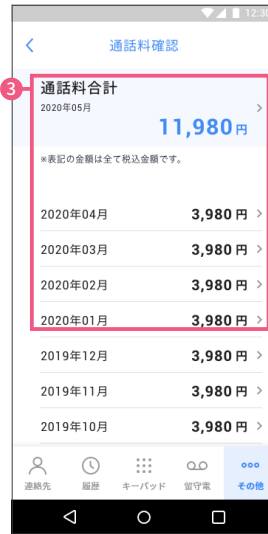 12:30
通話料確認
3
通話料合計
2020年05月
11,980円
※表記の金額は全て税込金額です。
2020年04月 3,980円
2020年03月 3,980円
2020年02月 3,980円
2020年01月 3,980円
2019年12月 3,980円
2019年11月 3,980円
2019年10月 3,980円
連絡先 履歴 キーパッド 留守電 その他